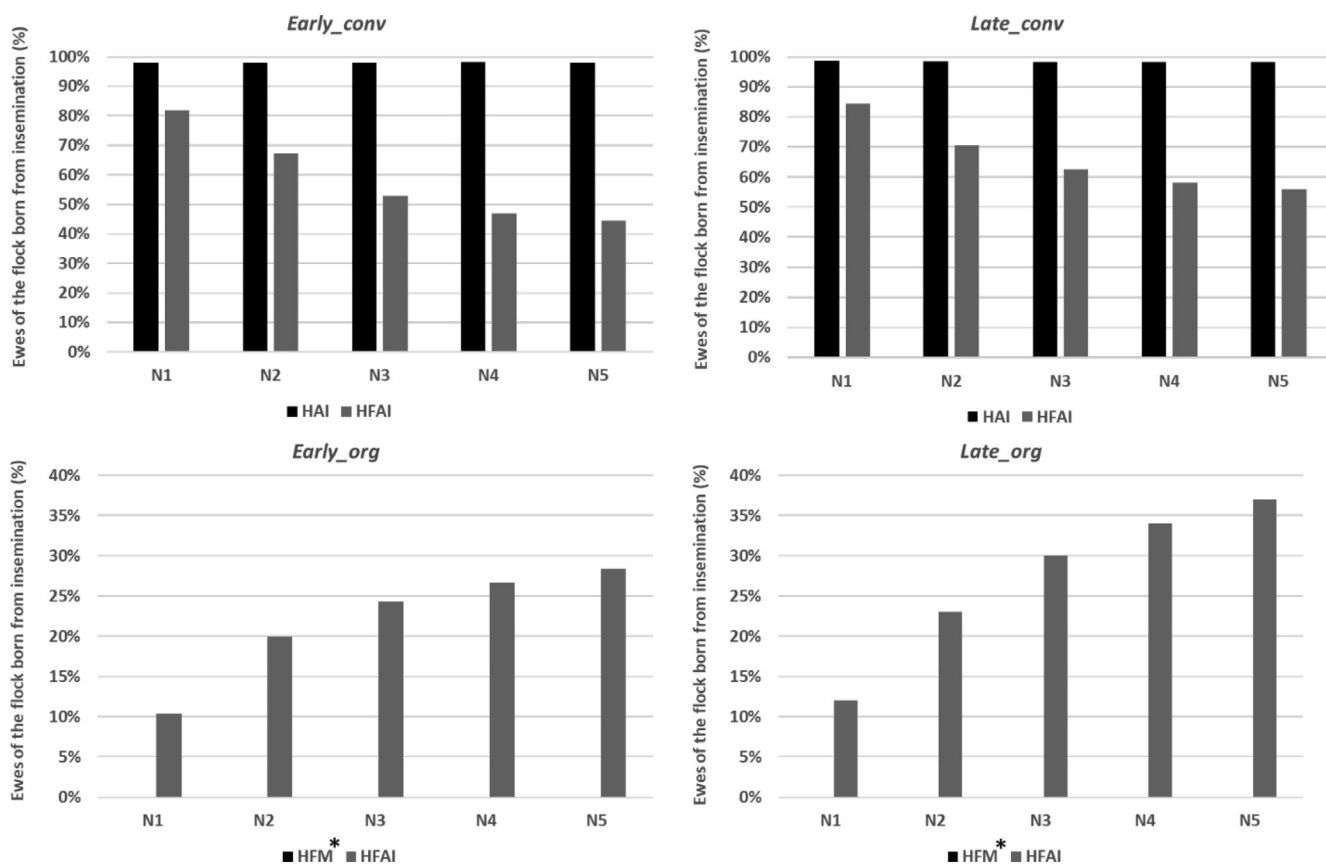 Early_conv
Ewes of the flock born from insemination (%)
100%
90%
80%
70%
60%
50%
40%
30%
20%
10%
0%
N1 N2 N3 N4 N5
HAI HFAI
Late_conv
Ewes of the flock born from insemination (%)
100%
90%
80%
70%
60%
50%
40%
30%
20%
10%
0%
N1 N2 N3 N4 N5
HAI HFAI
Early_org
Ewes of the flock born from insemination (%)
40%
35%
30%
25%
20%
15%
10%
5%
0%
N1 N2 N3 N4 N5
HFM* HFAI
Late_org
Ewes of the flock born from insemination (%)
40%
35%
30%
25%
20%
15%
10%
5%
0%
N1 N2 N3 N4 N5
HFM* HFAI